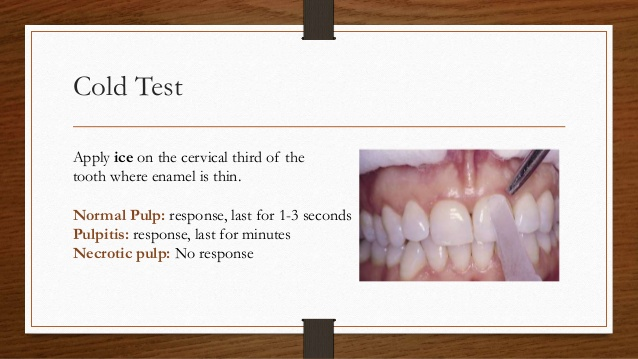 Cold Test
Apply ice on the cervical third of the
tooth where enamel is thin.
Normal Pulp: response, last for 1-3 seconds
Pulpitis: response, last for minutes
Necrotic pulp: No response